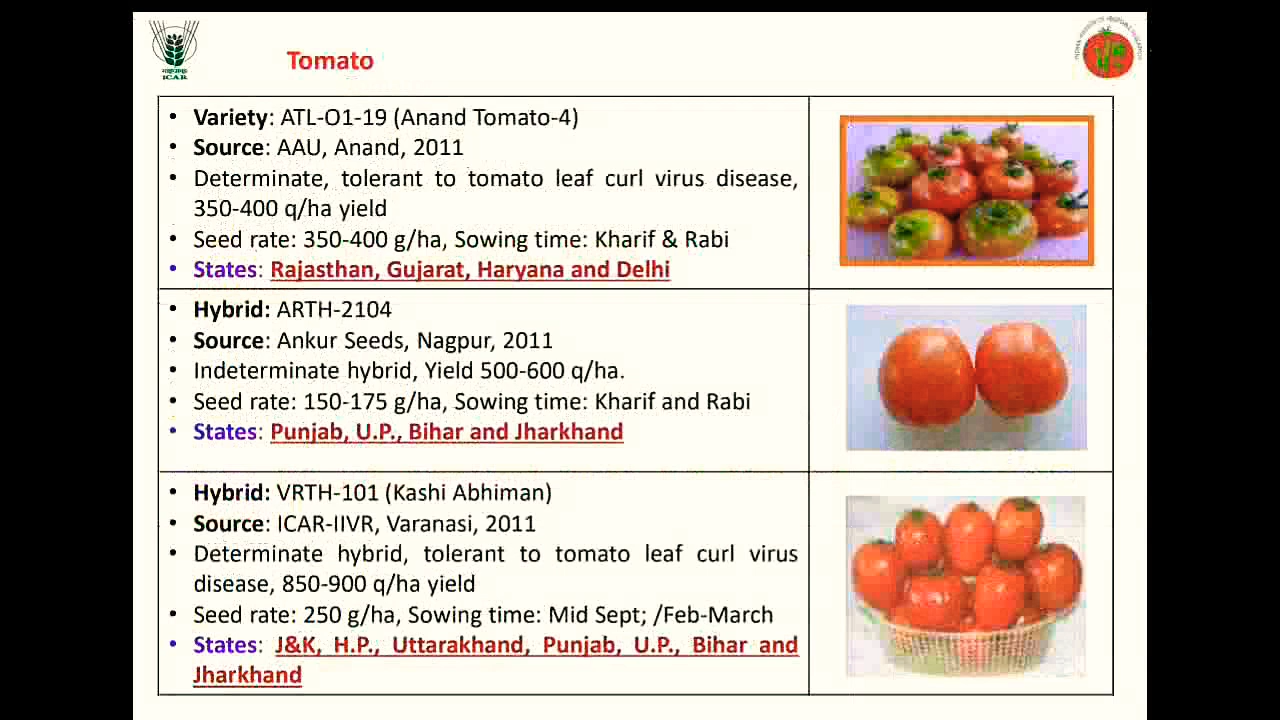 ICAR
Tomato
• Variety: ATL-O1-19 (Anand Tomato-4)
• Source: AAU, Anand, 2011
• Determinate, tolerant to tomato leaf curl virus disease,
350-400 q/ha yield
• Seed rate: 350-400 g/ha, Sowing time: Kharif & Rabi
• States: Rajasthan, Gujarat, Haryana and Delhi
• Hybrid: ARTH-2104
• Source: Ankur Seeds, Nagpur, 2011
• Indeterminate hybrid, Yield 500-600 q/ha.
• Seed rate: 150-175 g/ha, Sowing time: Kharif and Rabi
• States: Punjab, U.P., Bihar and Jharkhand
• Hybrid: VRTH-101 (Kashi Abhiman)
• Source: ICAR-IIVR, Varanasi, 2011
• Determinate hybrid, tolerant to tomato leaf curl virus
disease, 850-900 q/ha yield
• Seed rate: 250 g/ha, Sowing time: Mid Sept; /Feb-March
• States: J&K, H.P., Uttarakhand, Punjab, U.P., Bihar and
Jharkhand